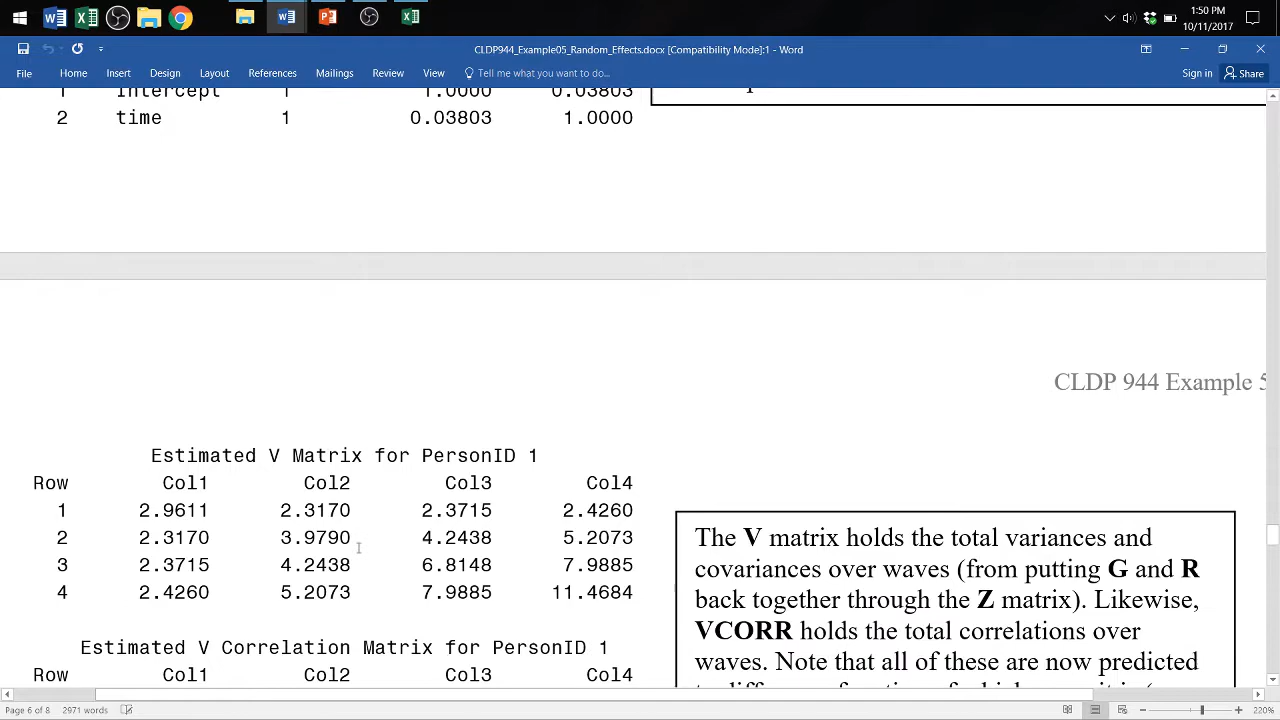 1:50 PM
10/11/2017
CLDP944_Example05_Random_Effects.docx [Compatibility Mode]:1 - Word
File Home Insert Design Layout References Mailings Review View Tell me what you want to do... Sign in Share
1 Intercept 1 1.0000 0.03803
2 time 1 0.03803 1.0000
CLDP 944 Example 5
Estimated V Matrix for PersonID 1
Row Col1 Col2 Col3 Col4
1 2.9611 2.3170 2.3715 2.4260
2 2.3170 3.9790 4.2438 5.2073
3 2.3715 4.2438 6.8148 7.9885
4 2.4260 5.2073 7.9885 11.4684
The V matrix holds the total variances and
covariances over waves (from putting G and R
back together through the Z matrix). Likewise,
VCORR holds the total correlations over
waves. Note that all of these are now predicted
Estimated V Correlation Matrix for PersonID 1
Row Col1 Col2 Col3 Col4
Page 6 of 8 2971 words 220%